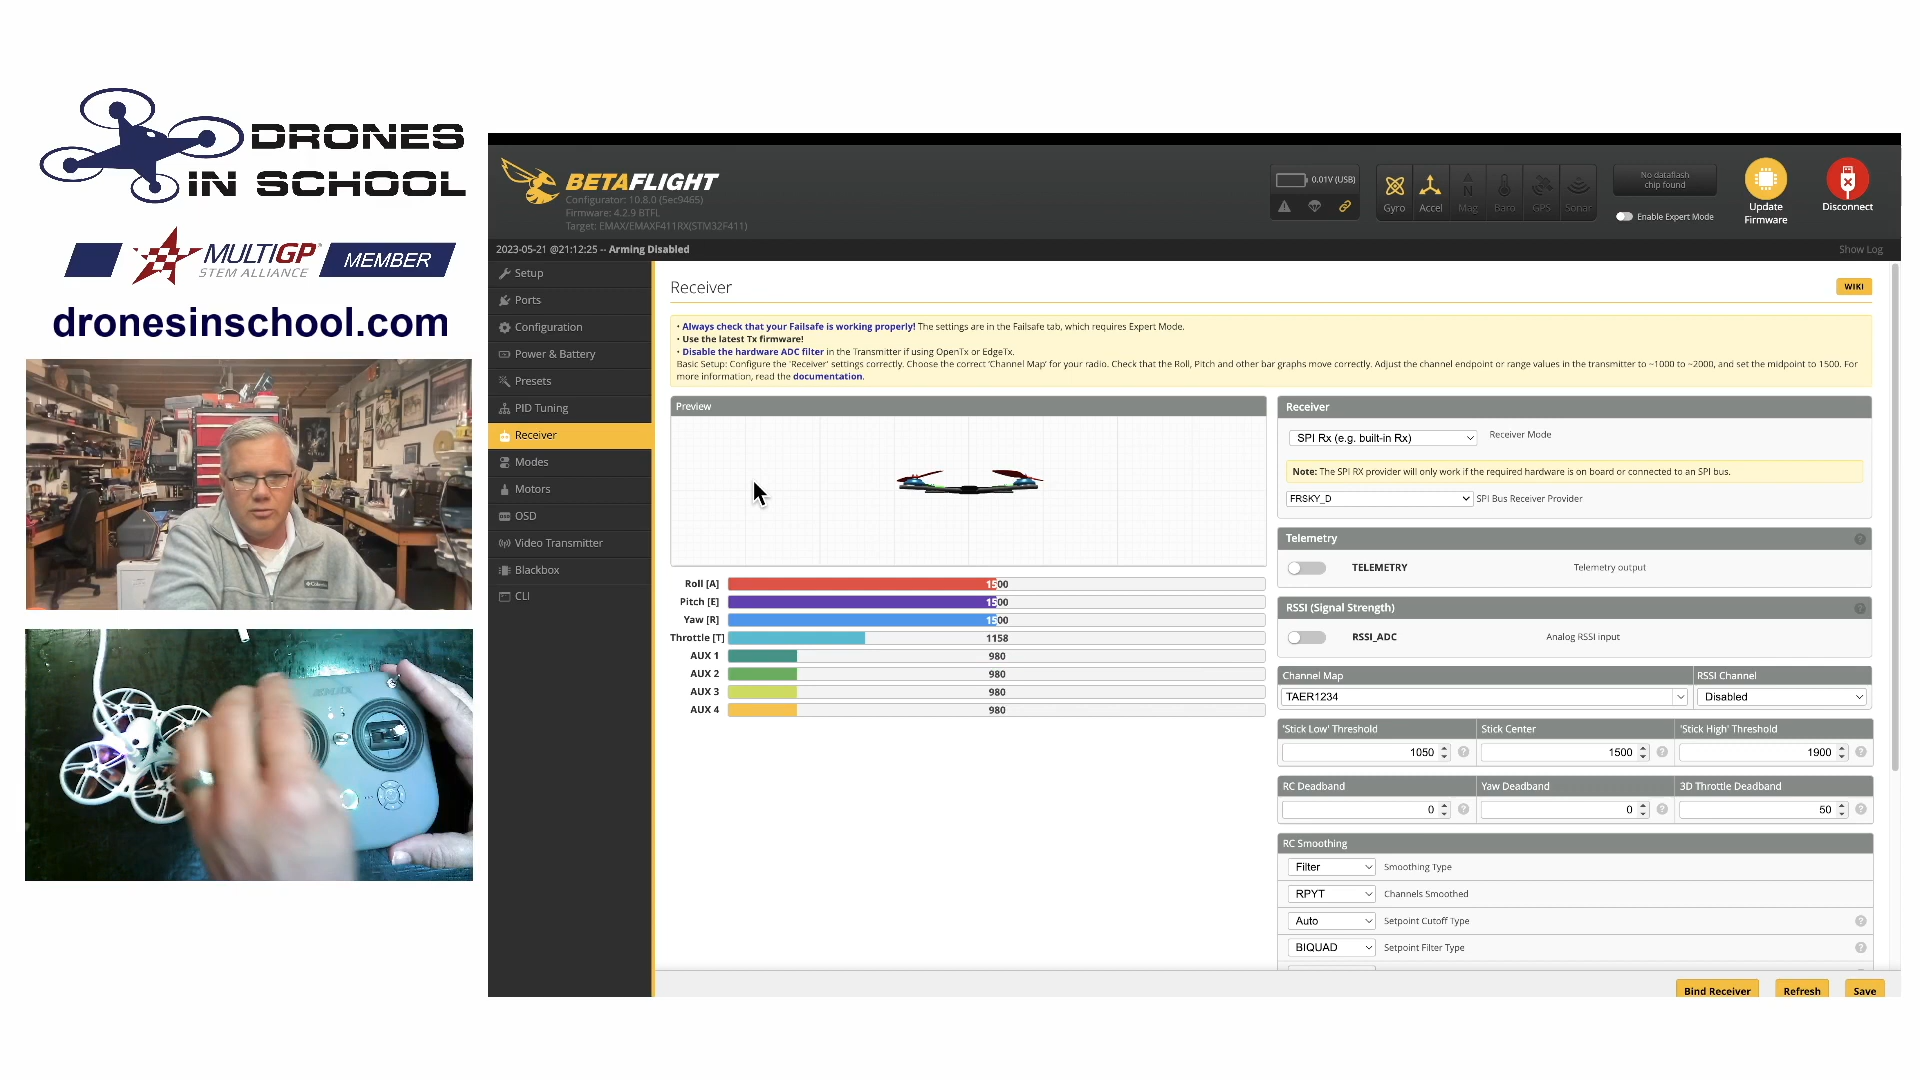 DRONES
IN SCHOOL
MULTIGP
STEM ALLIANCE
MEMBER
dronesinschool.com
BETAFLIGHT
Configurator: 10.8.0 (5ec9465)
Firmware: 4.2.9 BTFL
Target: EMAX/EMAXF411RX(STM32F411)
0.01V (USB)
Gyro
Accel
Mag
Baro
GPS
Sonar
No dataflash
chip found
Enable Expert Mode
Update
Firmware
Disconnect
2023-05-21 @21:12:25 -- Arming Disabled
Show Log
Setup
Ports
Configuration
Power & Battery
Presets
PID Tuning
Receiver
Modes
Motors
OSD
Video Transmitter
Blackbox
CLI
Receiver
WIKI
• Always check that your Failsafe is working properly! The settings are in the Failsafe tab, which requires Expert Mode.
• Use the latest Tx firmware!
• Disable the hardware ADC filter in the Transmitter if using OpenTx or EdgeTx.
Basic Setup: Configure the 'Receiver' settings correctly. Choose the correct 'Channel Map' for your radio. Check that the Roll, Pitch and other bar graphs move correctly. Adjust the channel endpoint or range values in the transmitter to ~1000 to ~2000, and set the midpoint to 1500. For
more information, read the documentation.
Preview
Roll [A] 1500
Pitch [E] 1500
Yaw [R] 1500
Throttle [T] 1158
AUX 1 980
AUX 2 980
AUX 3 980
AUX 4 980
Receiver
SPI Rx (e.g. built-in Rx) Receiver Mode
Note: The SPI RX provider will only work if the required hardware is on board or connected to an SPI bus.
FRSKY_D SPI Bus Receiver Provider
Telemetry
TELEMETRY Telemetry output
RSSI (Signal Strength)
RSSI_ADC Analog RSSI input
Channel Map RSSI Channel
TAER1234 Disabled
'Stick Low' Threshold Stick Center 'Stick High' Threshold
1050 1500 1900
RC Deadband Yaw Deadband 3D Throttle Deadband
0 0 50
RC Smoothing
Filter Smoothing Type
RPYT Channels Smoothed
Auto Setpoint Cutoff Type
BIQUAD Setpoint Filter Type
Bind Receiver Refresh Save